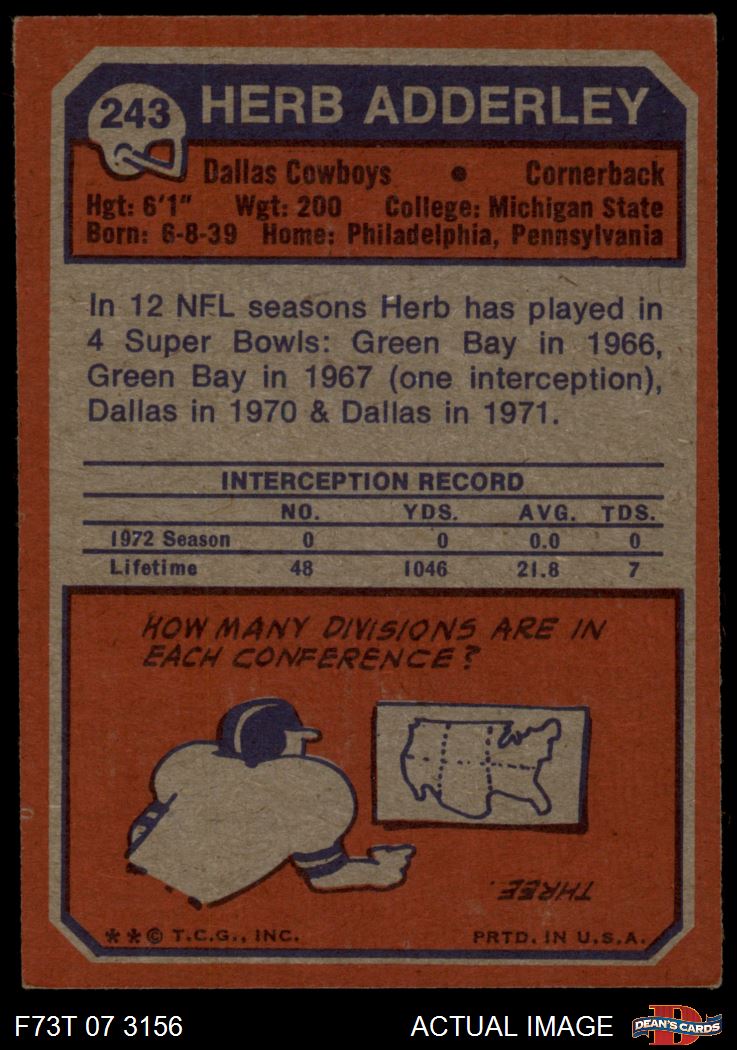 243 HERB ADDERLEY
Dallas Cowboys • Cornerback
Hgt: 6'1" Wgt: 200 College: Michigan State
Born: 6-8-39 Home: Philadelphia, Pennsylvania
In 12 NFL seasons Herb has played in
4 Super Bowls: Green Bay in 1966,
Green Bay in 1967 (one interception),
Dallas in 1970 & Dallas in 1971.
INTERCEPTION RECORD
NO. YDS. AVG. TDS.
1972 Season 0 0 0.0 0
Lifetime 48 1046 21.8 7
HOW MANY DIVISIONS ARE IN
EACH CONFERENCE?
THREE.
**© T.C.G., INC. PRTD. IN U.S.A.
F73T 07 3156 ACTUAL IMAGE DEAN'S CARDS